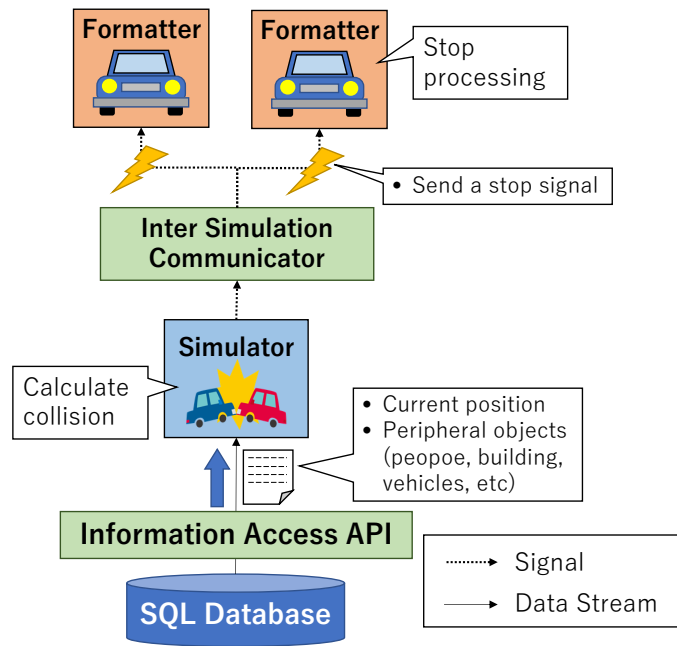 Formatter
Formatter
Stop
processing
• Send a stop signal
Inter Simulation
Communicator
Simulator
Calculate
collision
• Current position
• Peripheral objects
(peopoe, building,
vehicles, etc)
Information Access API
Signal
Data Stream
SQL Database